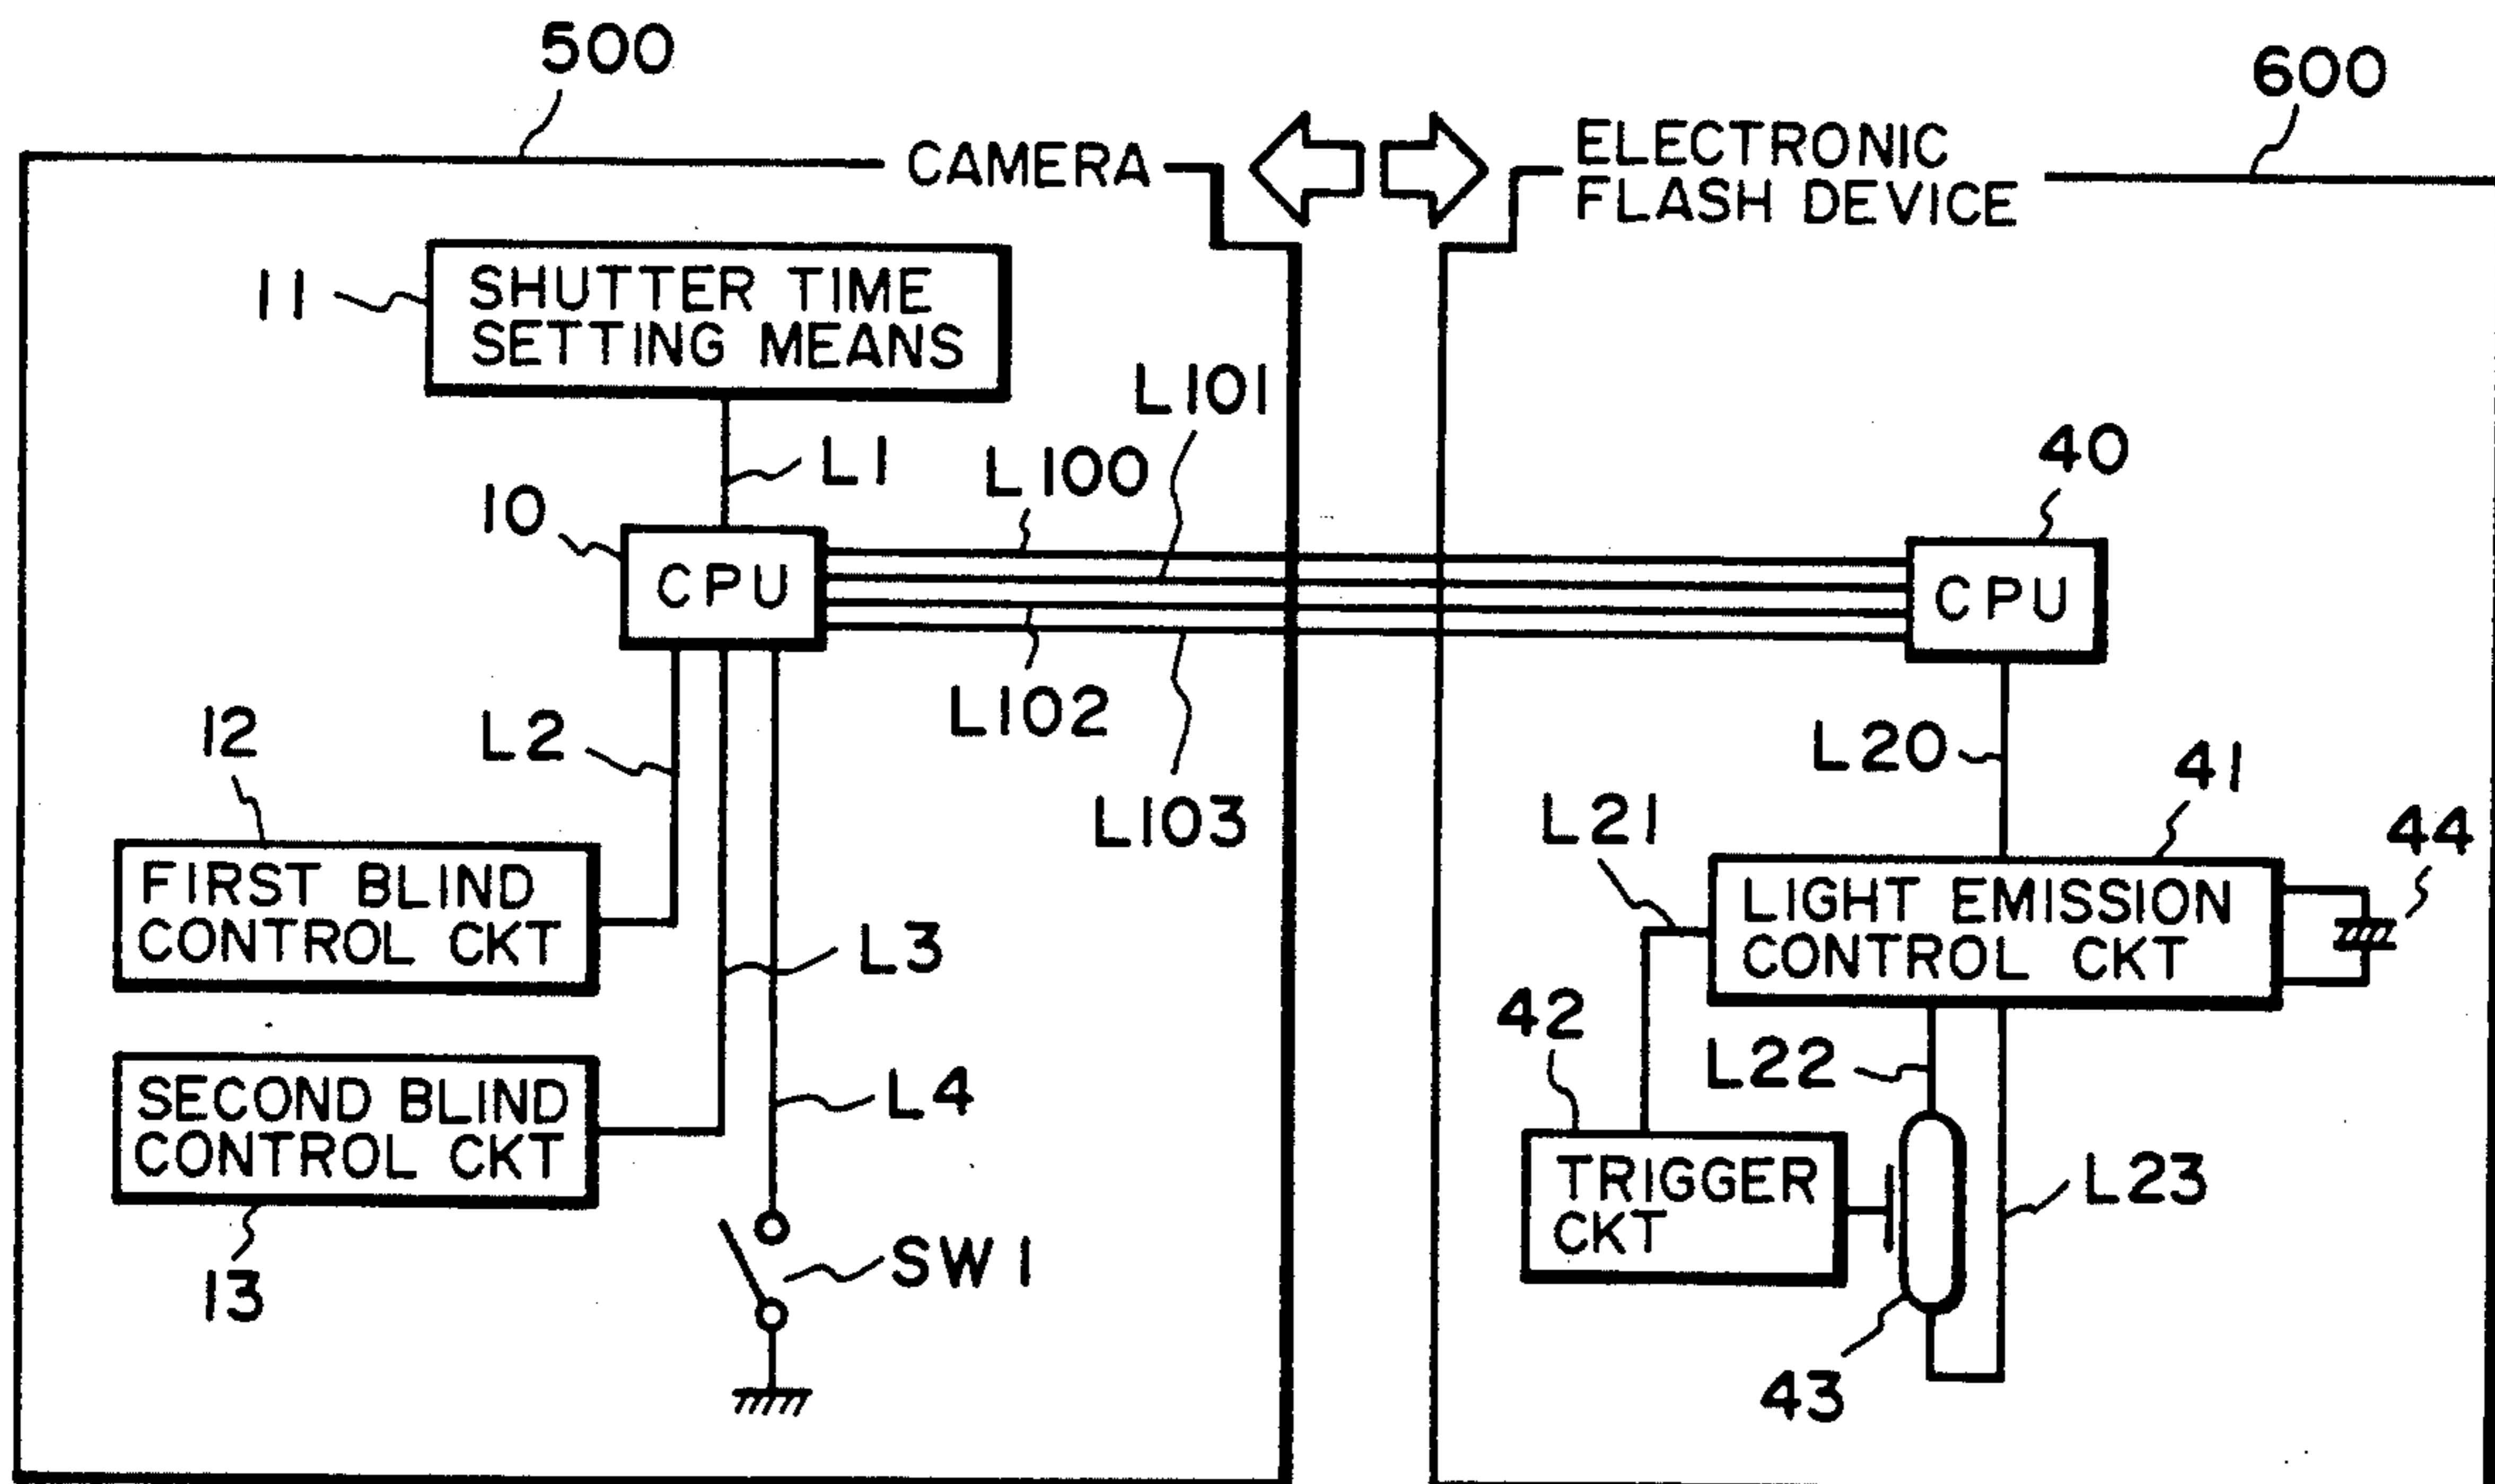 500
600
CAMERA
ELECTRONIC
FLASH DEVICE
11
SHUTTER TIME
SETTING MEANS
L101
L1
L100
10
40
CPU
CPU
L102
12
L2
L20
41
L103
L21
44
FIRST BLIND
CONTROL CKT
L3
LIGHT EMISSION
CONTROL CKT
42
L22
SECOND BLIND
CONTROL CKT
L4
TRIGGER
CKT
L23
SW1
13
43